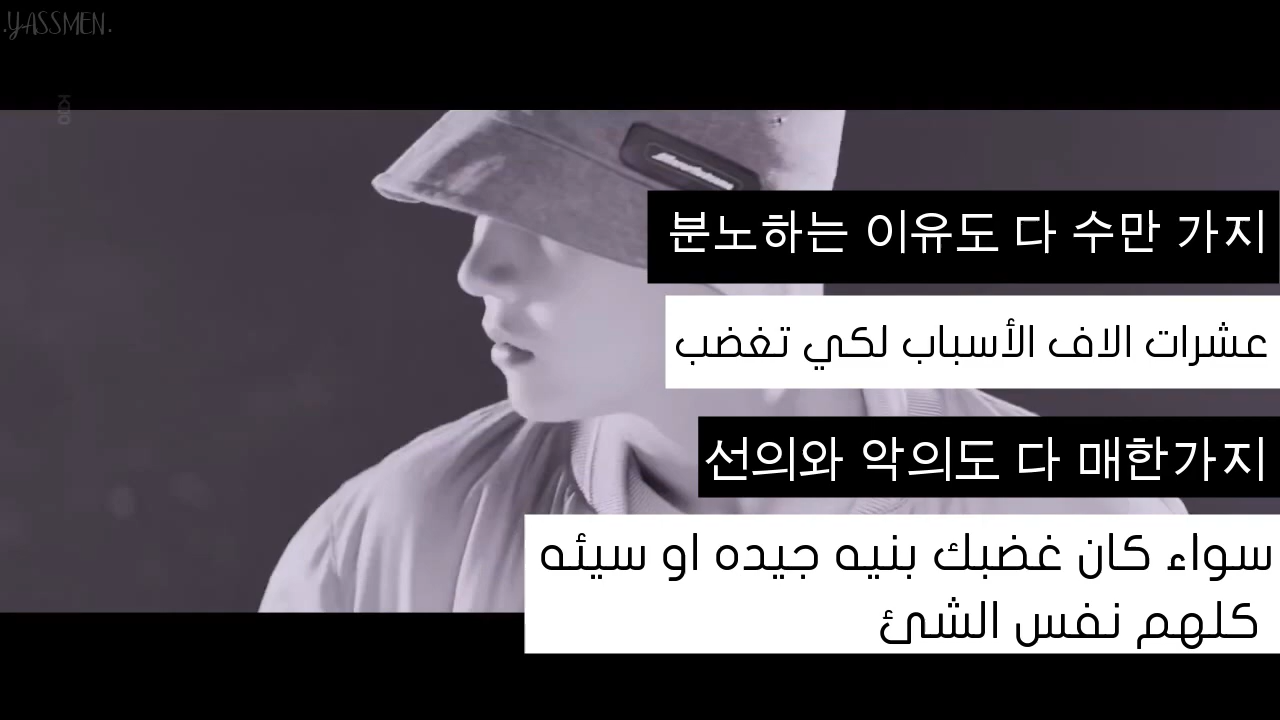 .YASSMEN.
분노하는 이유도 다 수만 가지
عشرات الاف الأسباب لكي تغضب
선의와 악의도 다 매한가지
سواء كان غضبك بنيه جيده او سيئه
كلهم نفس الشئ